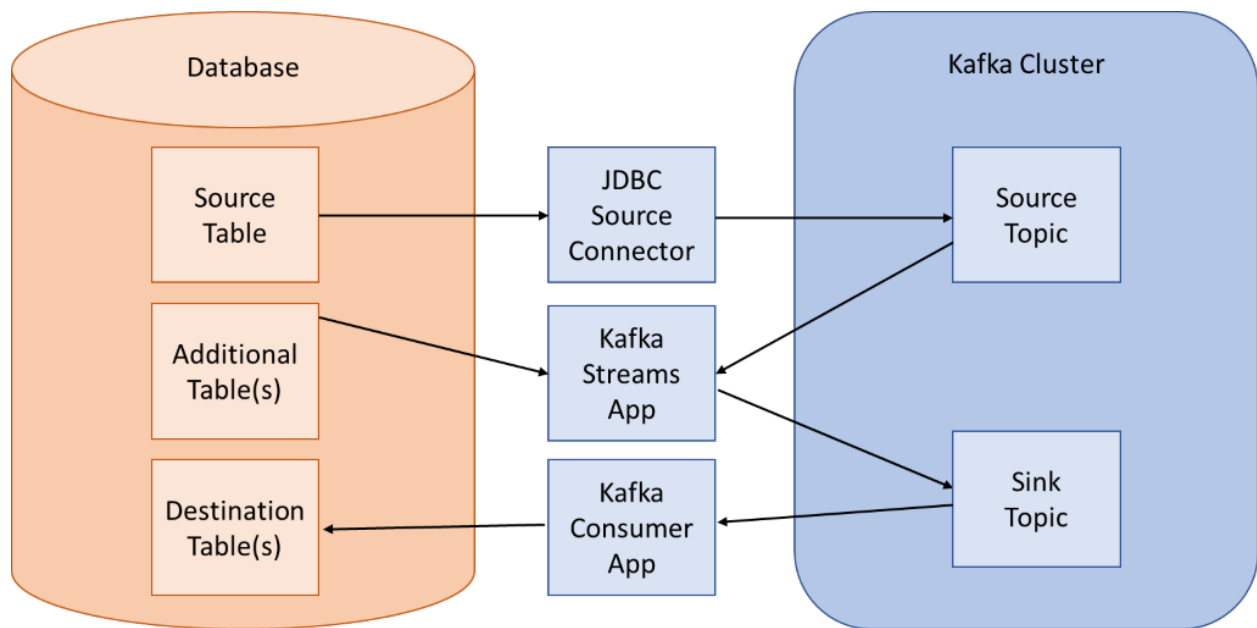 Database
Kafka Cluster
Source
Table
JDBC
Source
Connector
Source
Topic
Additional
Table(s)
Kafka
Streams
App
Destination
Table(s)
Kafka
Consumer
App
Sink
Topic